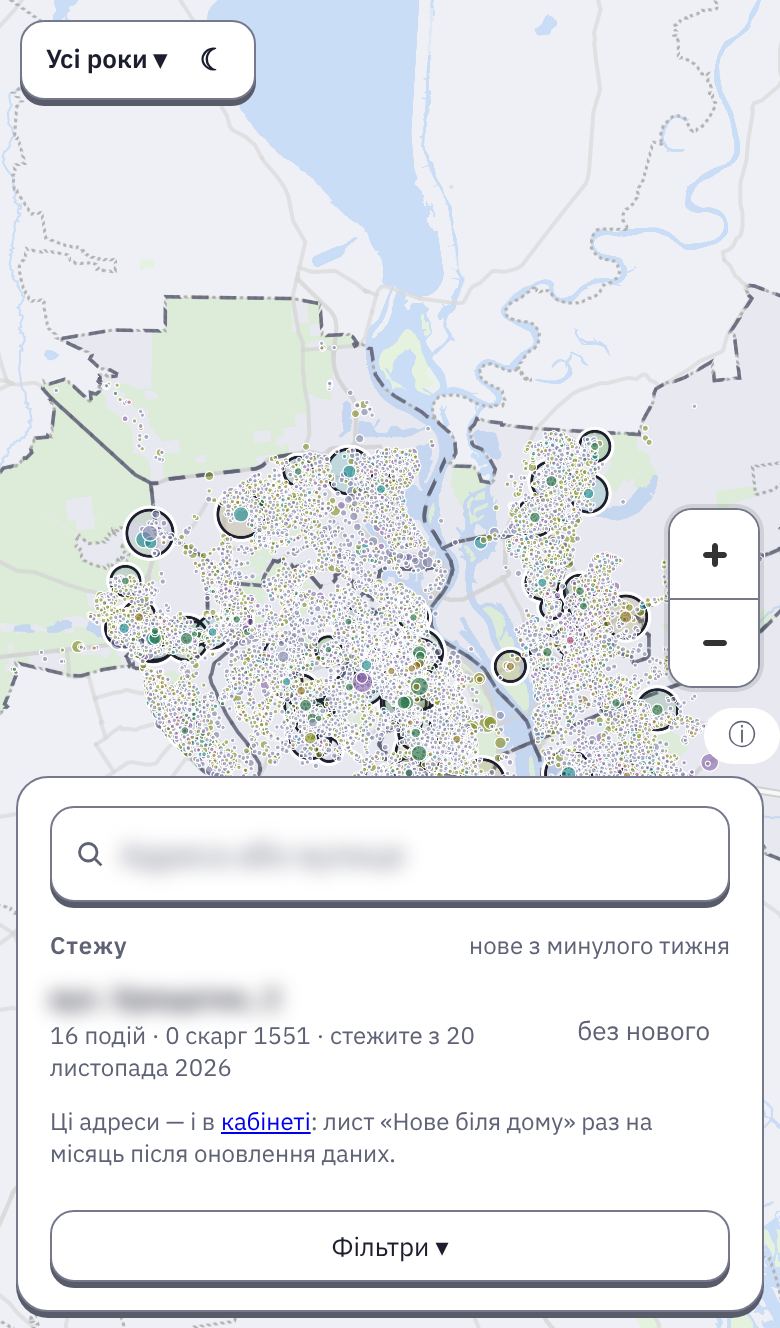 Усі роки ▾ ☾
+
−
ⓘ
Стежу
нове з минулого тижня
16 подій · 0 скарг 1551 · стежите з 20
листопада 2026
без нового
Ці адреси — і в кабінеті: лист «Нове біля дому» раз на
місяць після оновлення даних.
Фільтри ▾